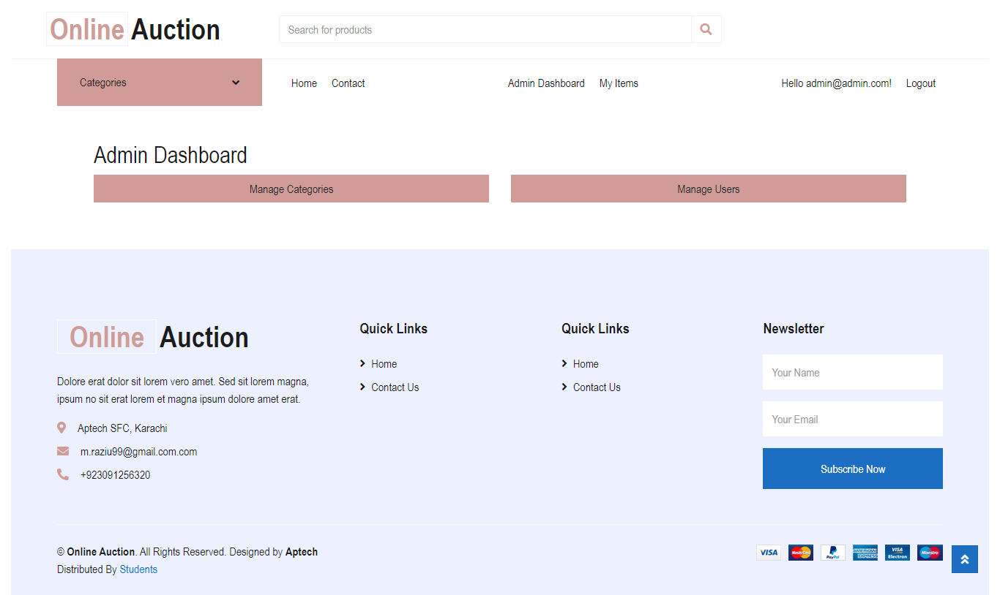 Online Auction
Search for products
Categories
Home Contact Admin Dashboard My Items Hello admin@admin.com! Logout
Admin Dashboard
Manage Categories Manage Users
Online Auction
Dolore erat dolor sit lorem vero amet. Sed sit lorem magna,
ipsum no sit erat lorem et magna ipsum dolore amet erat.
Aptech SFC, Karachi
m.raziu99@gmail.com.com
+923091256320
Quick Links
Home
Contact Us
Quick Links
Home
Contact Us
Newsletter
Your Name
Your Email
Subscribe Now
© Online Auction. All Rights Reserved. Designed by Aptech
Distributed By Students
VISA MasterCard PayPal AMERICAN EXPRESS VISA Electron Maestro